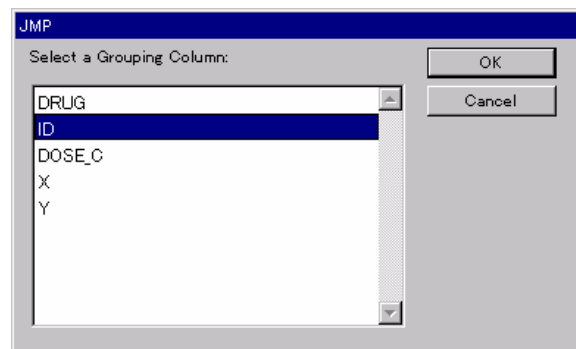 JMP
Select a Grouping Column:
OK
Cancel
DRUG
ID
DOSE_C
X
Y